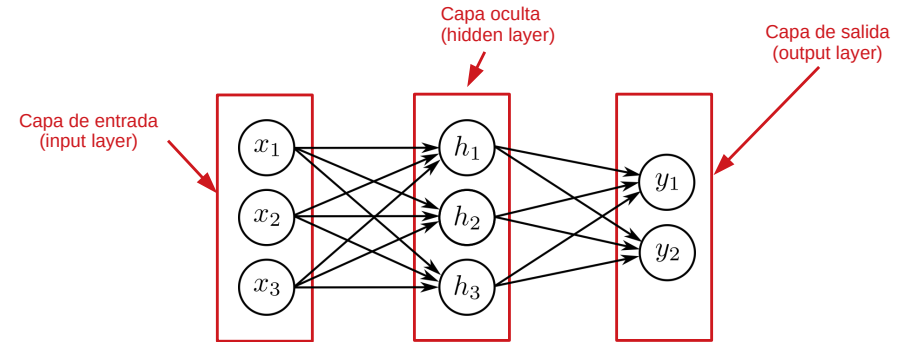 Capa oculta
(hidden layer)
Capa de salida
(output layer)
Capa de entrada
(input layer)
x₁
h₁
y₁
x₂
h₂
y₂
x₃
h₃